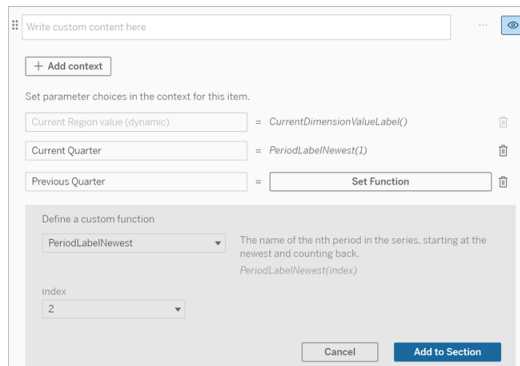 Write custom content here
+ Add context
Set parameter choices in the context for this item.
Current Region value (dynamic) = CurrentDimensionValueLabel()
Current Quarter = PeriodLabelNewest(1)
Previous Quarter = Set Function
Define a custom function
PeriodLabelNewest
The name of the nth period in the series, starting at the
newest and counting back.
PeriodLabelNewest(index)
index
2
Cancel Add to Section